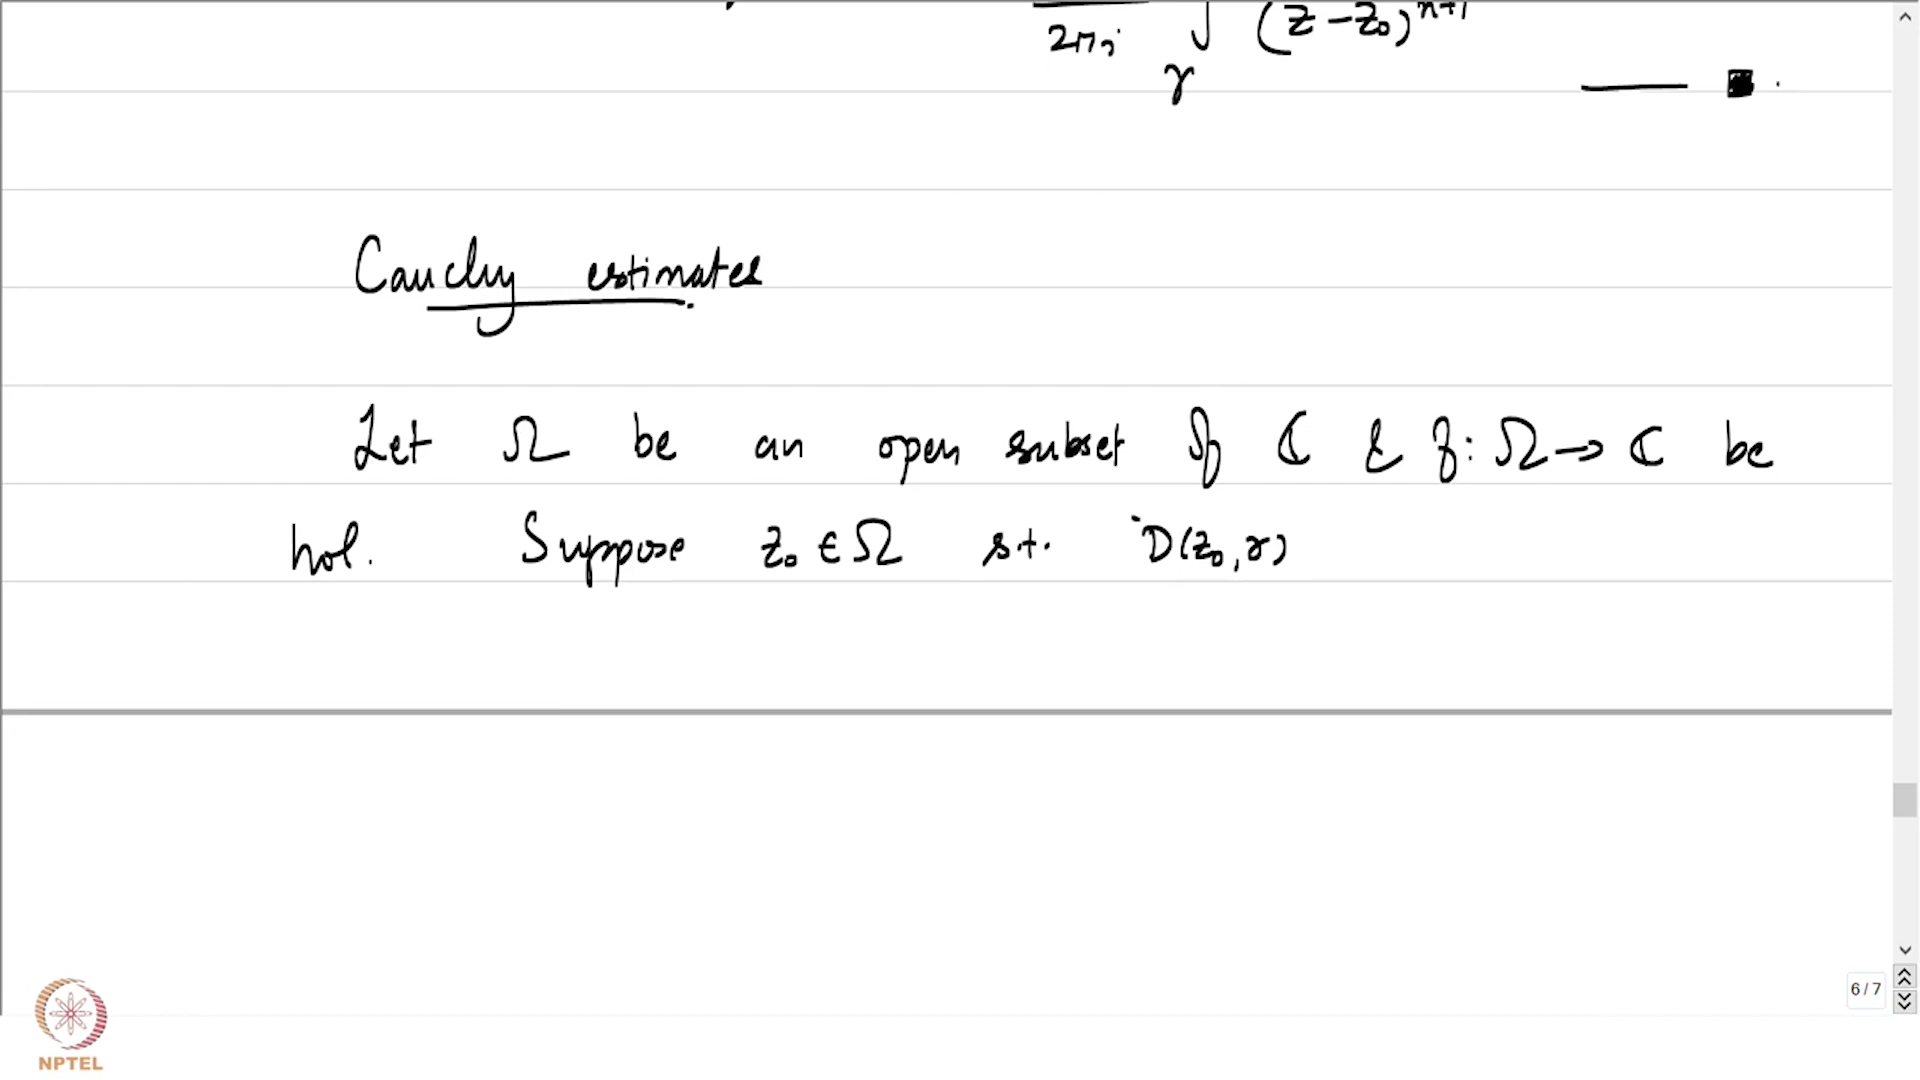 2πi ∫ (z-z₀)ⁿ⁺¹
γ
Cauchy estimates
Let Ω be an open subset of ℂ & f: Ω → ℂ be
hol. Suppose z₀ ∈ Ω s.t. D(z₀, r)
6 / 7
NPTEL